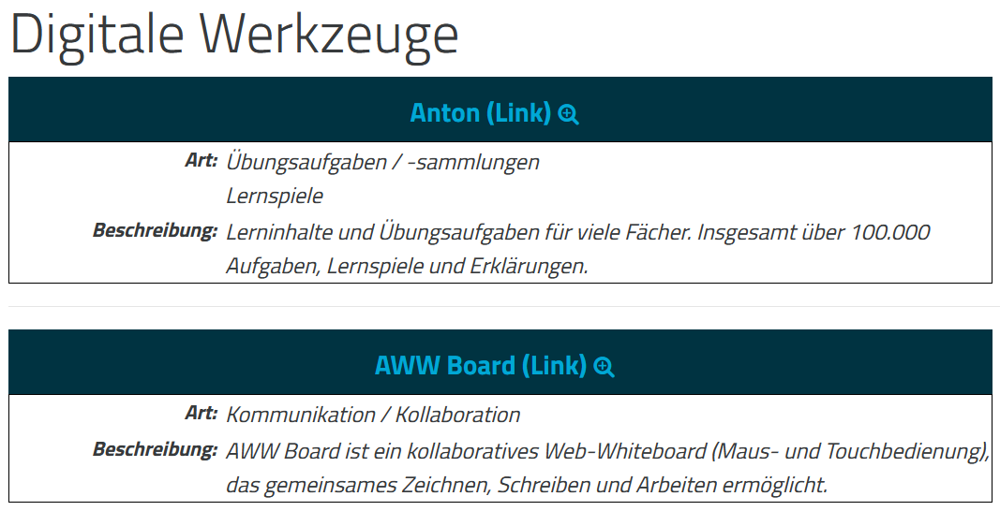 Digitale Werkzeuge
Anton (Link)
Art: Übungsaufgaben / -sammlungen
Lernspiele
Beschreibung: Lerninhalte und Übungsaufgaben für viele Fächer. Insgesamt über 100.000
Aufgaben, Lernspiele und Erklärungen.
AWW Board (Link)
Art: Kommunikation / Kollaboration
Beschreibung: AWW Board ist ein kollaboratives Web-Whiteboard (Maus- und Touchbedienung),
das gemeinsames Zeichnen, Schreiben und Arbeiten ermöglicht.